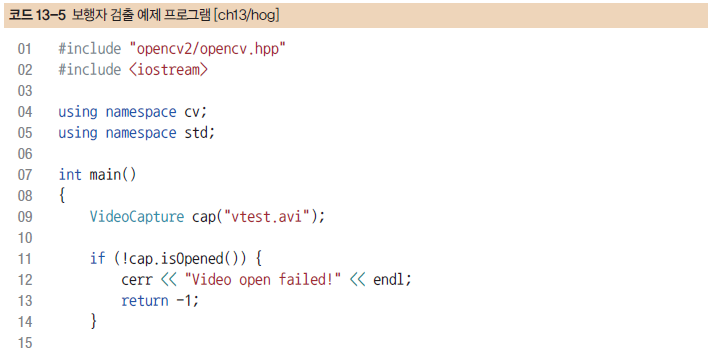 코드 13-5 보행자 검출 예제 프로그램 [ch13/hog]
01 #include "opencv2/opencv.hpp"
02 #include <iostream>
03
04 using namespace cv;
05 using namespace std;
06
07 int main()
08 {
09 VideoCapture cap("vtest.avi");
10
11 if (!cap.isOpened()) {
12 cerr << "Video open failed!" << endl;
13 return -1;
14 }
15